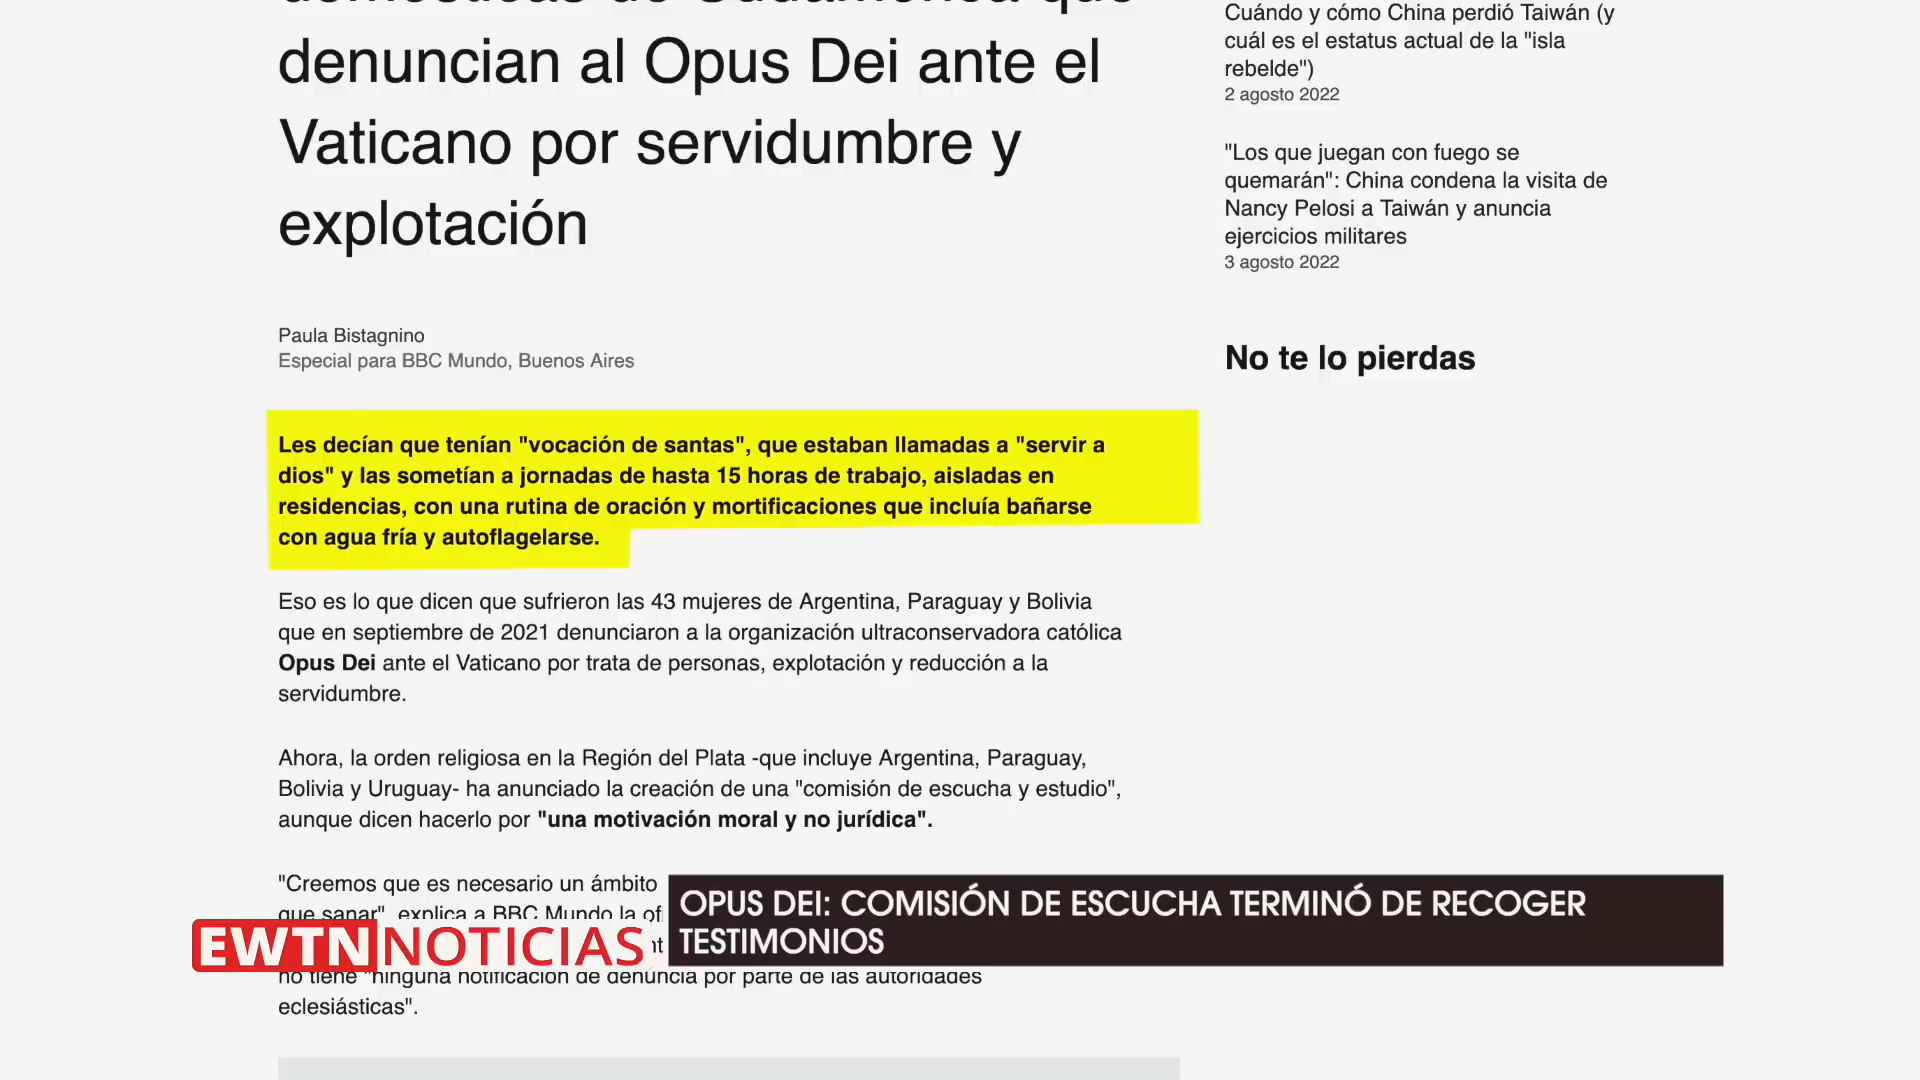 denuncian al Opus Dei ante el
Vaticano por servidumbre y
explotación
Paula Bistagnino
Especial para BBC Mundo, Buenos Aires
Les decían que tenían "vocación de santas", que estaban llamadas a "servir a
dios" y las sometían a jornadas de hasta 15 horas de trabajo, aisladas en
residencias, con una rutina de oración y mortificaciones que incluía bañarse
con agua fría y autoflagelarse.
Eso es lo que dicen que sufrieron las 43 mujeres de Argentina, Paraguay y Bolivia
que en septiembre de 2021 denunciaron a la organización ultraconservadora católica
Opus Dei ante el Vaticano por trata de personas, explotación y reducción a la
servidumbre.
Ahora, la orden religiosa en la Región del Plata -que incluye Argentina, Paraguay,
Bolivia y Uruguay- ha anunciado la creación de una "comisión de escucha y estudio",
aunque dicen hacerlo por "una motivación moral y no jurídica".
"Creemos que es necesario un ámbito
que sanar", explica a BBC Mundo la
no tiene "ninguna notificación de denuncia por parte de las autoridades
eclesiásticas".
Cuándo y cómo China perdió Taiwán (y
cuál es el estatus actual de la "isla
rebelde")
2 agosto 2022
"Los que juegan con fuego se
quemarán": China condena la visita de
Nancy Pelosi a Taiwán y anuncia
ejercicios militares
3 agosto 2022
No te lo pierdas
EWTN NOTICIAS
OPUS DEI: COMISIÓN DE ESCUCHA TERMINÓ DE RECOGER
TESTIMONIOS